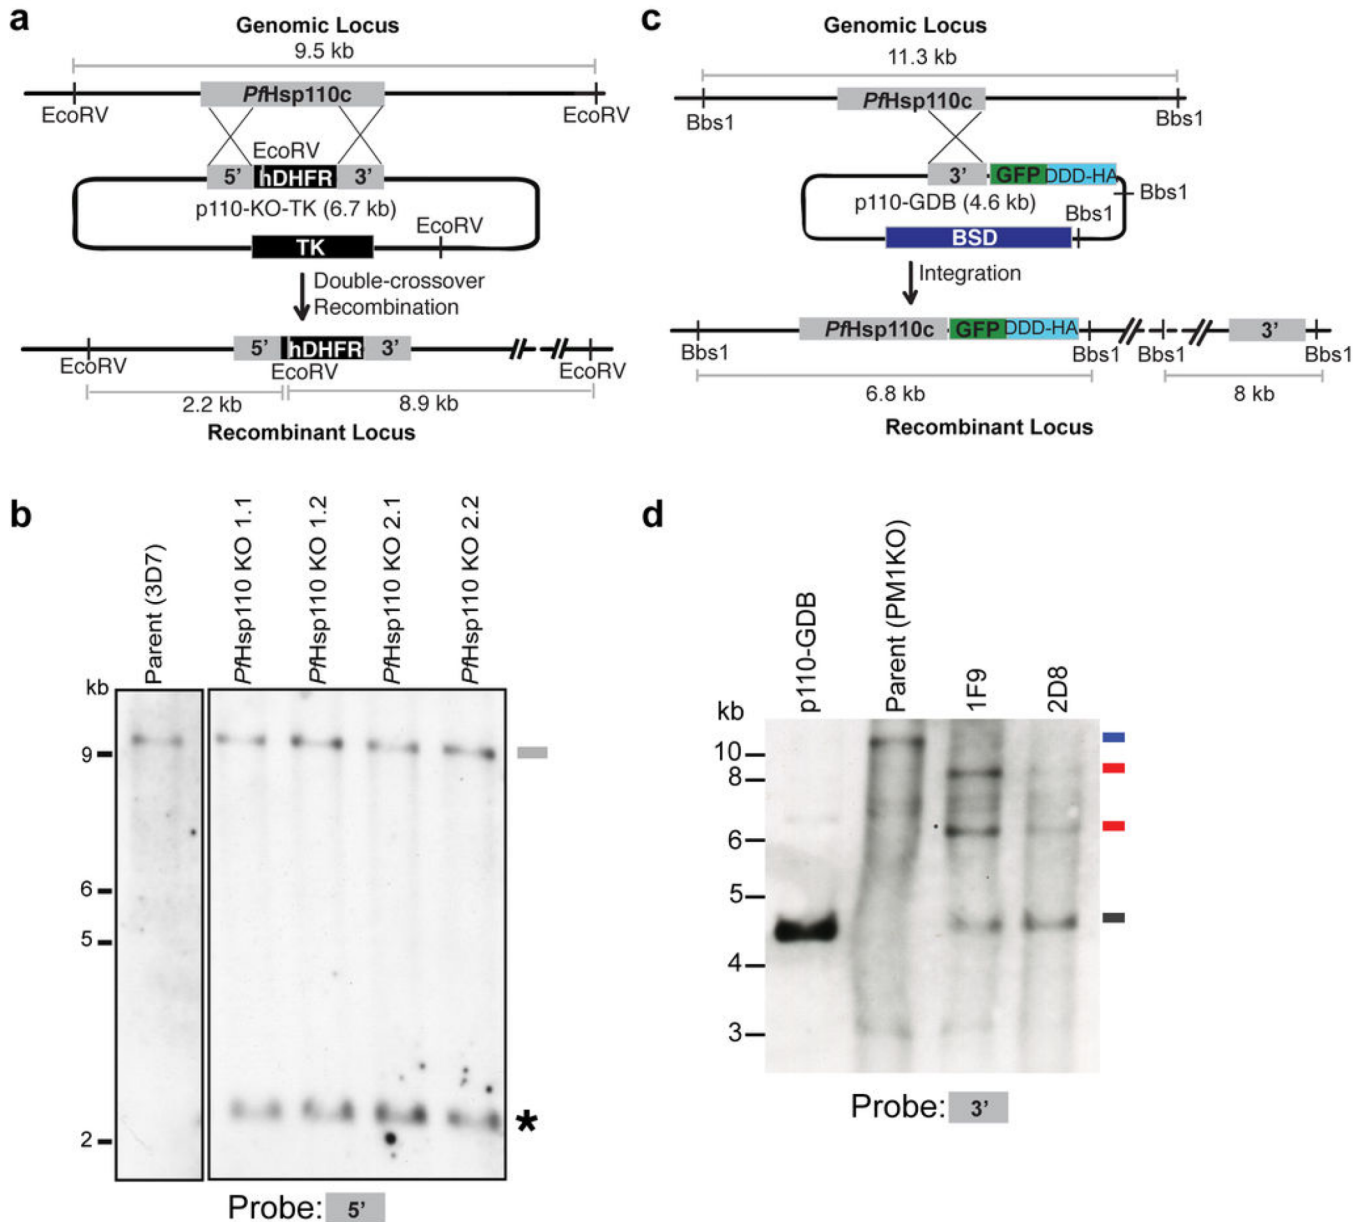 a
Genomic Locus
9.5 kb
PfHsp110c
EcoRV
EcoRV
EcoRV
5’ hDHFR 3’
p110-KO-TK (6.7 kb)
EcoRV
TK
Double-crossover
Recombination
5’ hDHFR 3’
EcoRV
EcoRV
EcoRV
2.2 kb
8.9 kb
Recombinant Locus
c
Genomic Locus
11.3 kb
PfHsp110c
Bbs1
Bbs1
3’ GFP DDD-HA
Bbs1
p110-GDB (4.6 kb)
Bbs1
BSD
Integration
PfHsp110c GFP DDD-HA
3’
Bbs1
Bbs1
Bbs1
Bbs1
6.8 kb
8 kb
Recombinant Locus
b
Parent (3D7)
PfHsp110 KO 1.1
PfHsp110 KO 1.2
PfHsp110 KO 2.1
PfHsp110 KO 2.2
kb
9
6
5
2
*
Probe: 5’
d
p110-GDB
Parent (PM1KO)
1F9
2D8
kb
10
8
6
5
4
3
Probe: 3’